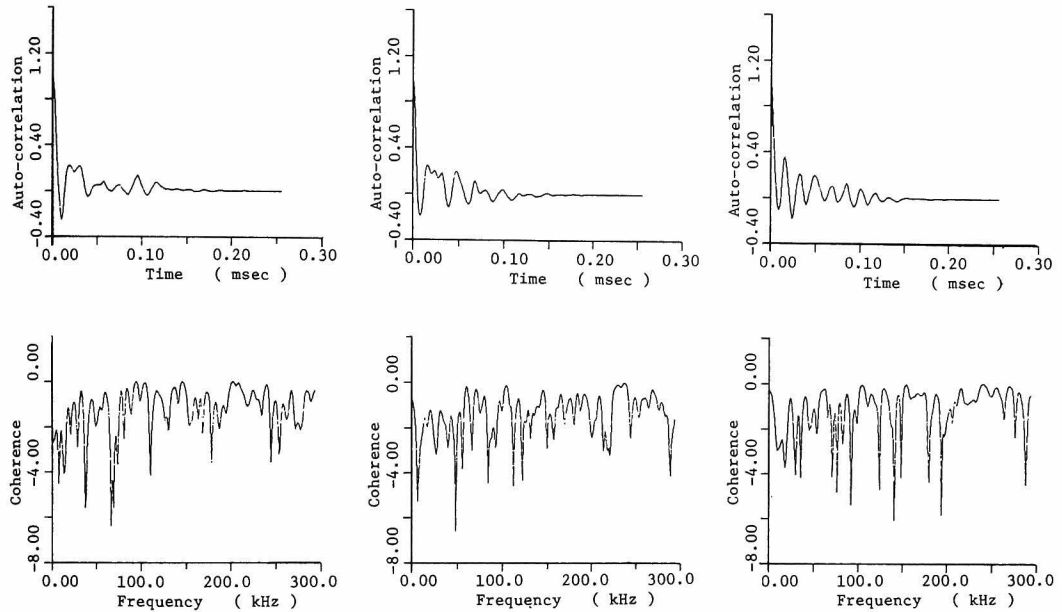 Auto-correlation
1.20
0.40
-0.40
0.00 0.10 0.20 0.30
Time ( msec )
Auto-correlation
1.20
0.40
-0.40
0.00 0.10 0.20 0.30
Time ( msec )
Auto-correlation
1.20
0.40
-0.40
0.00 0.10 0.20 0.30
Time ( msec )
Coherence
0.00
-4.00
-8.00
0.00 100.0 200.0 300.0
Frequency ( kHz )
Coherence
0.00
-4.00
-8.00
0.00 100.0 200.0 300.0
Frequency ( kHz )
Coherence
0.00
-4.00
-8.00
0.00 100.0 200.0 300.0
Frequency ( kHz )